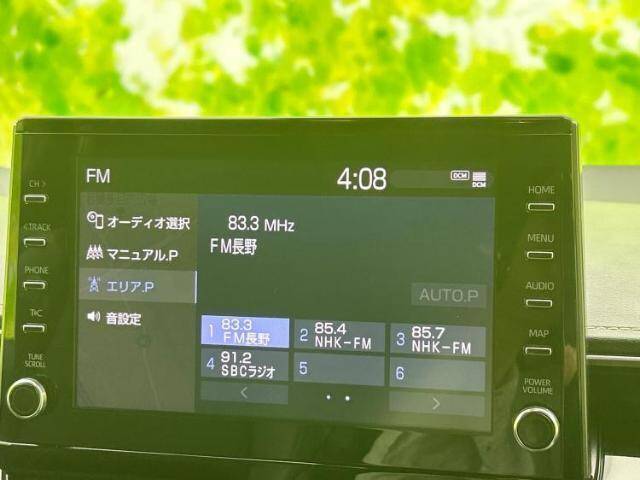 FM
4:08
DCM
DCM
オーディオ選択
マニュアル.P
エリア.P
音設定
83.3 MHz
FM長野
AUTO.P
1 83.3 FM長野
2 85.4 NHK-FM
3 85.7 NHK-FM
4 91.2 SBCラジオ
5
6
<
>
CH >
< TRACK
PHONE
T<C
TUNE
SCROLL
HOME
MENU
AUDIO
MAP
POWER
VOLUME